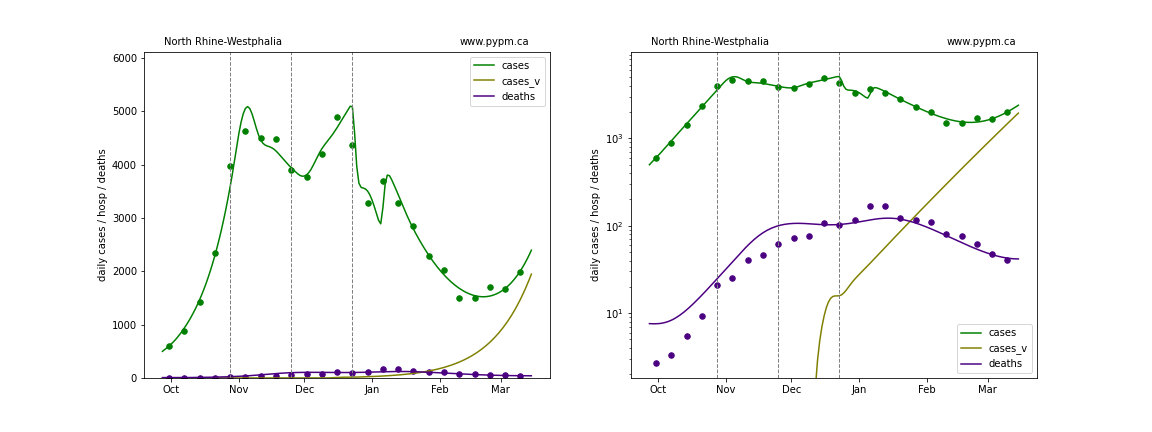 North Rhine-Westphalia www.pypm.ca
6000
5000
4000
3000
2000
1000
0
daily cases / hosp / deaths
cases
cases_v
deaths
Oct Nov Dec Jan Feb Mar
North Rhine-Westphalia www.pypm.ca
10³
10²
10¹
daily cases / hosp / deaths
cases
cases_v
deaths
Oct Nov Dec Jan Feb Mar